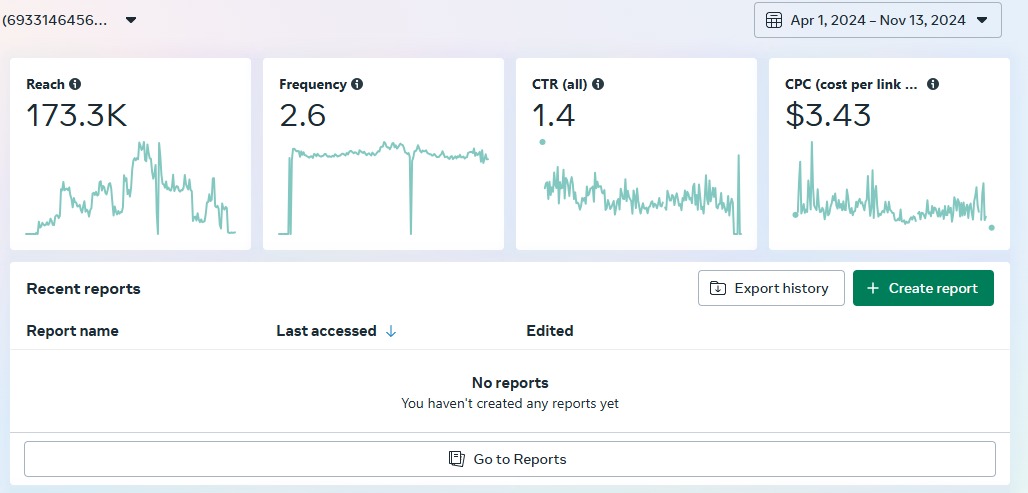 (6933146456...
Apr 1, 2024 – Nov 13, 2024
Reach
173.3K
Frequency
2.6
CTR (all)
1.4
CPC (cost per link ...
$3.43
Recent reports
Export history
+ Create report
Report name
Last accessed ↓
Edited
No reports
You haven't created any reports yet
Go to Reports